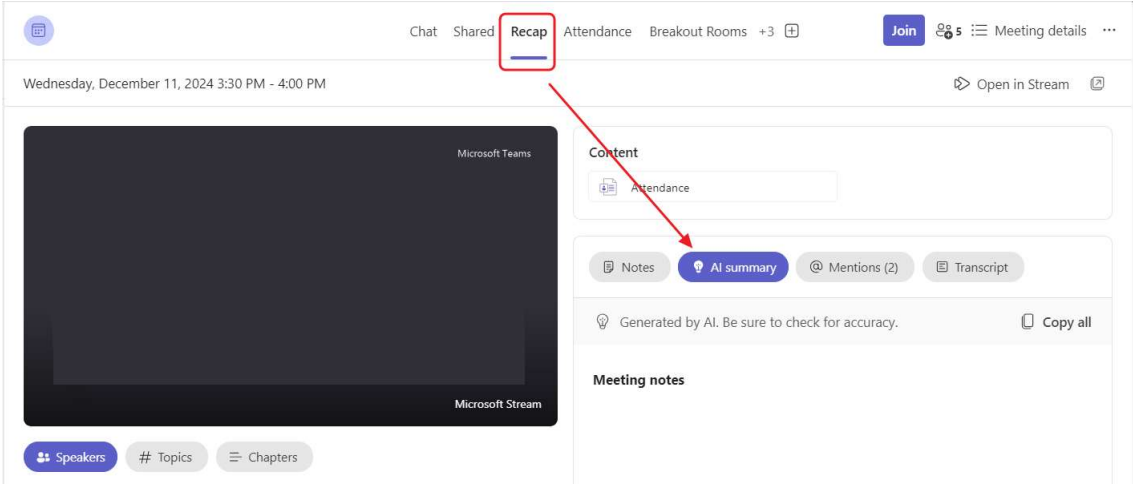 Chat Shared Recap Attendance Breakout Rooms +3
Join 5 Meeting details ...
Wednesday, December 11, 2024 3:30 PM - 4:00 PM
Open in Stream
Microsoft Teams
Microsoft Stream
Speakers # Topics Chapters
Content
Attendance
Notes AI summary @ Mentions (2) Transcript
Generated by AI. Be sure to check for accuracy. Copy all
Meeting notes